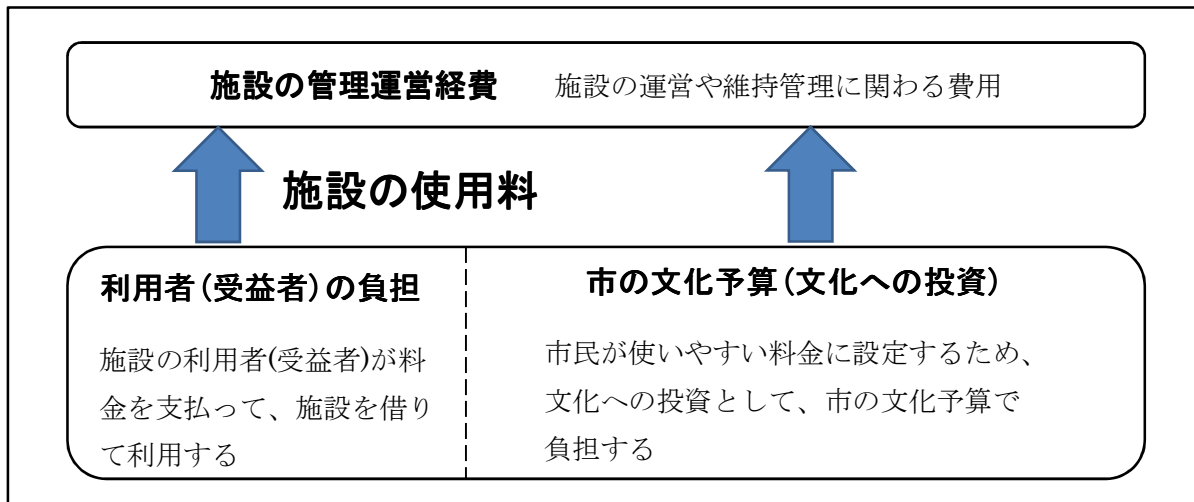 施設の管理運営経費　施設の運営や維持管理に関わる費用
施設の使用料
利用者(受益者)の負担
施設の利用者(受益者)が料
金を支払って、施設を借り
て利用する
市の文化予算(文化への投資)
市民が使いやすい料金に設定するため、
文化への投資として、市の文化予算で
負担する